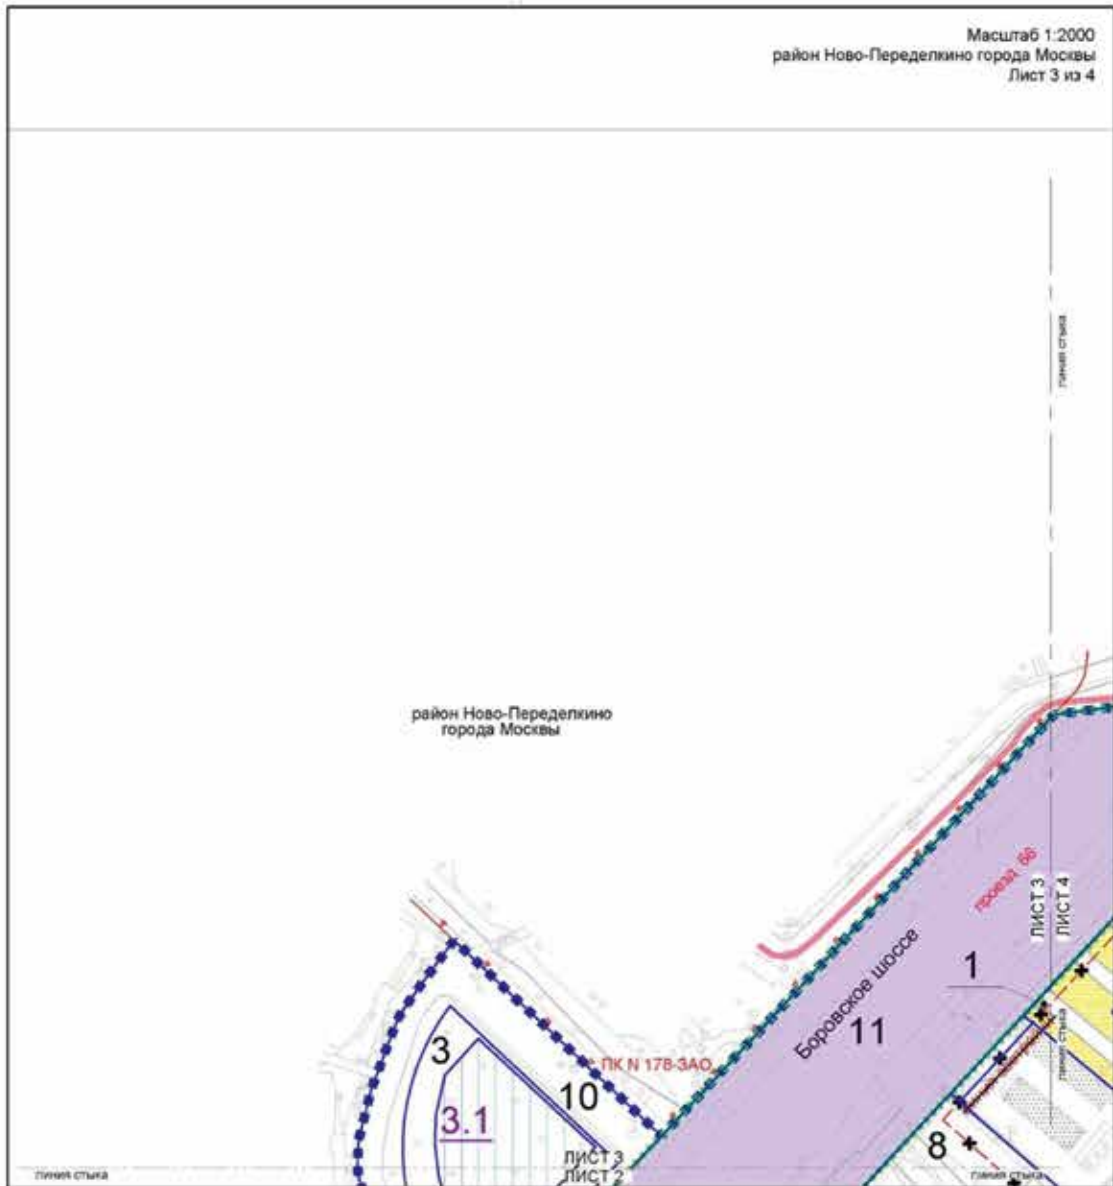 Масштаб 1:2000
район Ново-Переделкино города Москвы
Лист 3 из 4
линия стыка
район Ново-Переделкино
города Москвы
проезд 66
ЛИСТ 3
ЛИСТ 4
Боровское шоссе
1
11
линия стыка
3
ПК N 178-ЗАО
10
3.1
8
ЛИСТ 3
ЛИСТ 2
линия стыка
линия стыка